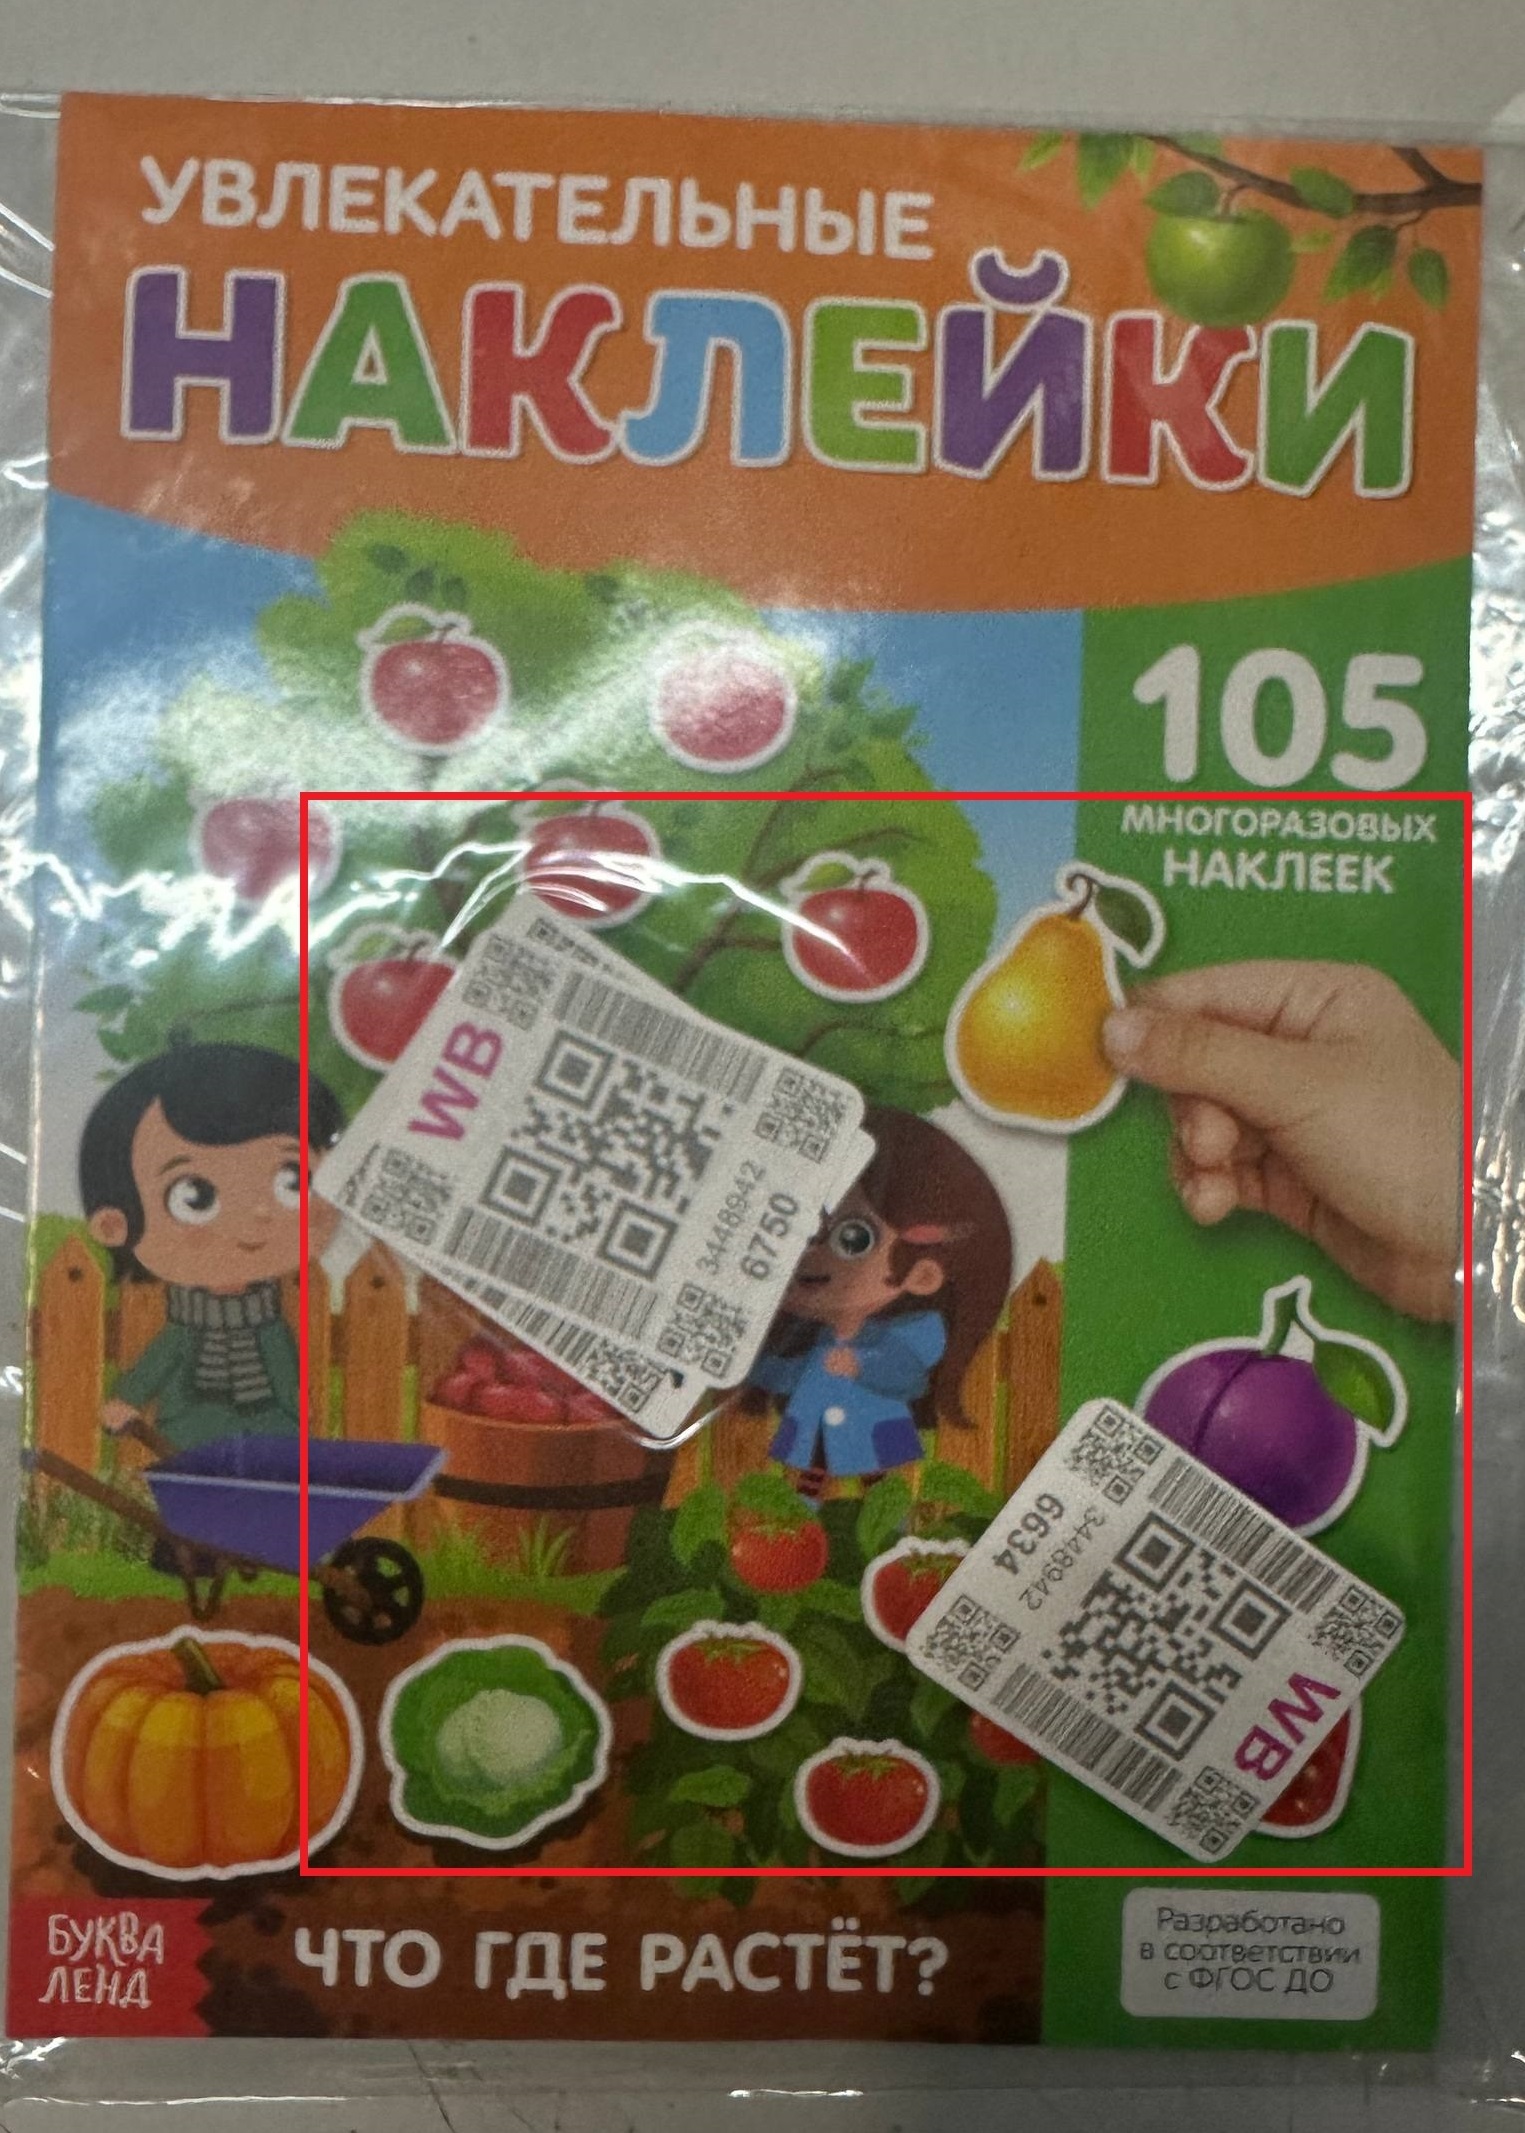 УВЛЕКАТЕЛЬНЫЕ
НАКЛЕЙКИ
105
МНОГОРАЗОВЫХ
НАКЛЕЕК
WB
3448942
6750
3448942
6634
WB
БУКВА
ЛЕНД
ЧТО ГДЕ РАСТЁТ?
Разработано
в соответствии
с ФГОС ДО